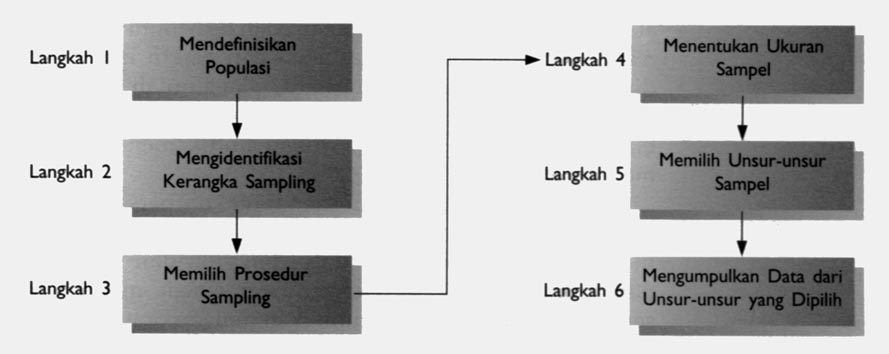 Langkah 1
Mendefinisikan
Populasi
Langkah 2
Mengidentifikasi
Kerangka Sampling
Langkah 3
Memilih Prosedur
Sampling
Langkah 4
Menentukan Ukuran
Sampel
Langkah 5
Memilih Unsur-unsur
Sampel
Langkah 6
Mengumpulkan Data dari
Unsur-unsur yang Dipilih